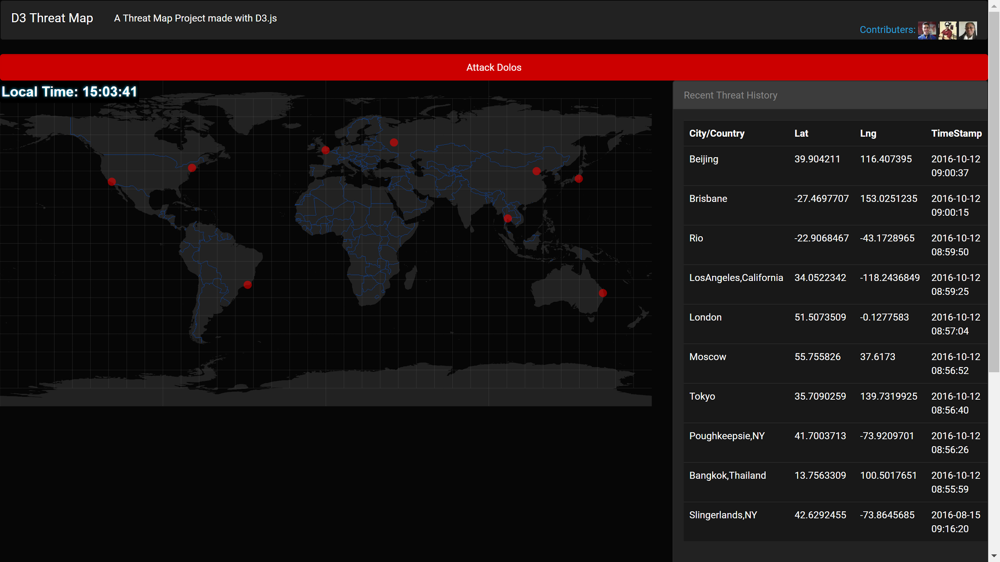 D3 Threat Map
A Threat Map Project made with D3.js
Contributers:
Attack Dolos
Local Time: 15:03:41
Recent Threat History
City/Country Lat Lng TimeStamp
Beijing 39.904211 116.407395 2016-10-12
09:00:37
Brisbane -27.4697707 153.0251235 2016-10-12
09:00:15
Rio -22.9068467 -43.1728965 2016-10-12
08:59:50
LosAngeles,California 34.0522342 -118.2436849 2016-10-12
08:59:25
London 51.5073509 -0.1277583 2016-10-12
08:57:04
Moscow 55.755826 37.6173 2016-10-12
08:56:52
Tokyo 35.7090259 139.7319925 2016-10-12
08:56:40
Poughkeepsie,NY 41.7003713 -73.9209701 2016-10-12
08:56:26
Bangkok,Thailand 13.7563309 100.5017651 2016-10-12
08:55:59
Slingerlands,NY 42.6292455 -73.8645685 2016-08-15
09:16:20